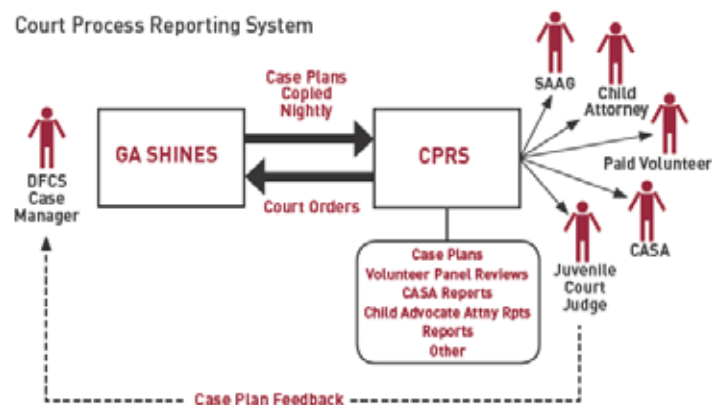 Court Process Reporting System
Case Plans
Copied
Nightly
GA SHINES
CPRS
Court Orders
DFCS
Case
Manager
SAAG
Child
Attorney
Paid Volunteer
CASA
Juvenile
Court
Judge
Case Plans
Volunteer Panel Reviews
CASA Reports
Child Advocate Attny Rpts
Reports
Other
Case Plan Feedback